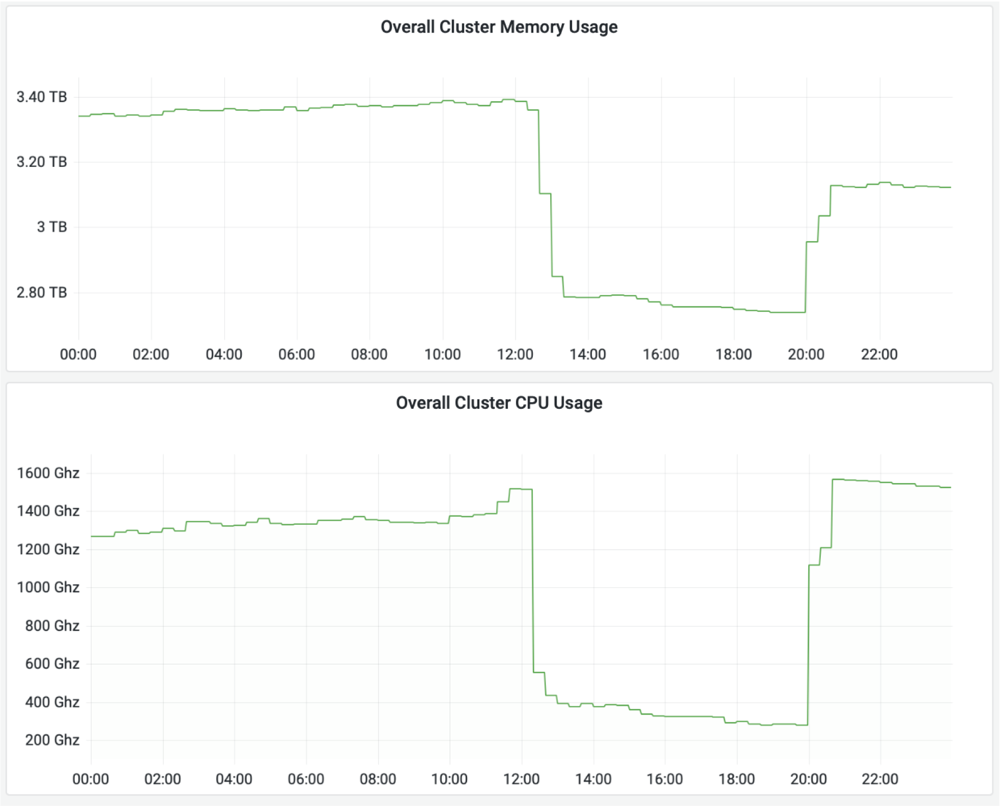 Overall Cluster Memory Usage
3.40 TB
3.20 TB
3 TB
2.80 TB
00:00 02:00 04:00 06:00 08:00 10:00 12:00 14:00 16:00 18:00 20:00 22:00
Overall Cluster CPU Usage
1600 Ghz
1400 Ghz
1200 Ghz
1000 Ghz
800 Ghz
600 Ghz
400 Ghz
200 Ghz
00:00 02:00 04:00 06:00 08:00 10:00 12:00 14:00 16:00 18:00 20:00 22:00